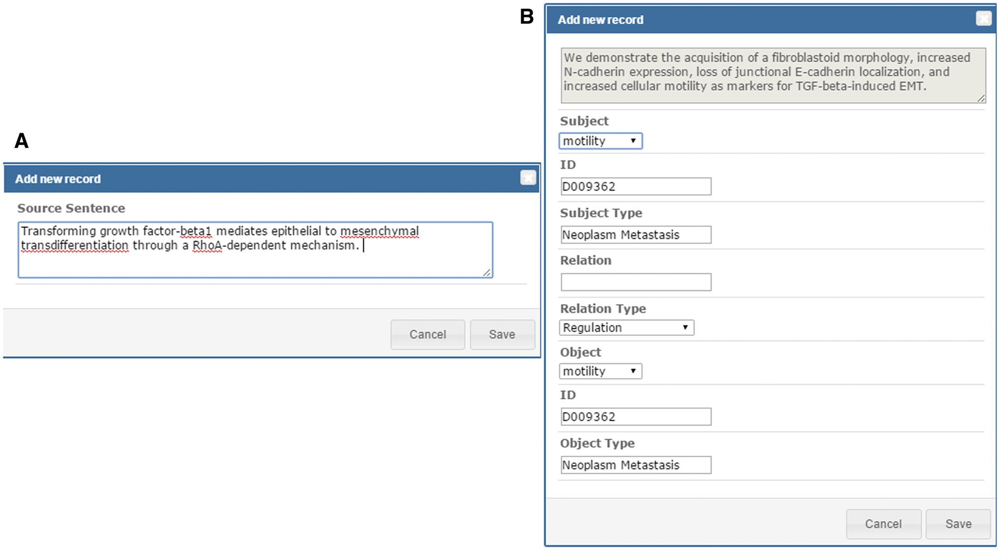 A
Add new record
Source Sentence
Transforming growth factor-beta1 mediates epithelial to mesenchymal
transdifferentiation through a RhoA-dependent mechanism.
Cancel
Save
B
Add new record
We demonstrate the acquisition of a fibroblastoid morphology, increased
N-cadherin expression, loss of junctional E-cadherin localization, and
increased cellular motility as markers for TGF-beta-induced EMT.
Subject
motility
ID
D009362
Subject Type
Neoplasm Metastasis
Relation
Relation Type
Regulation
Object
motility
ID
D009362
Object Type
Neoplasm Metastasis
Cancel
Save